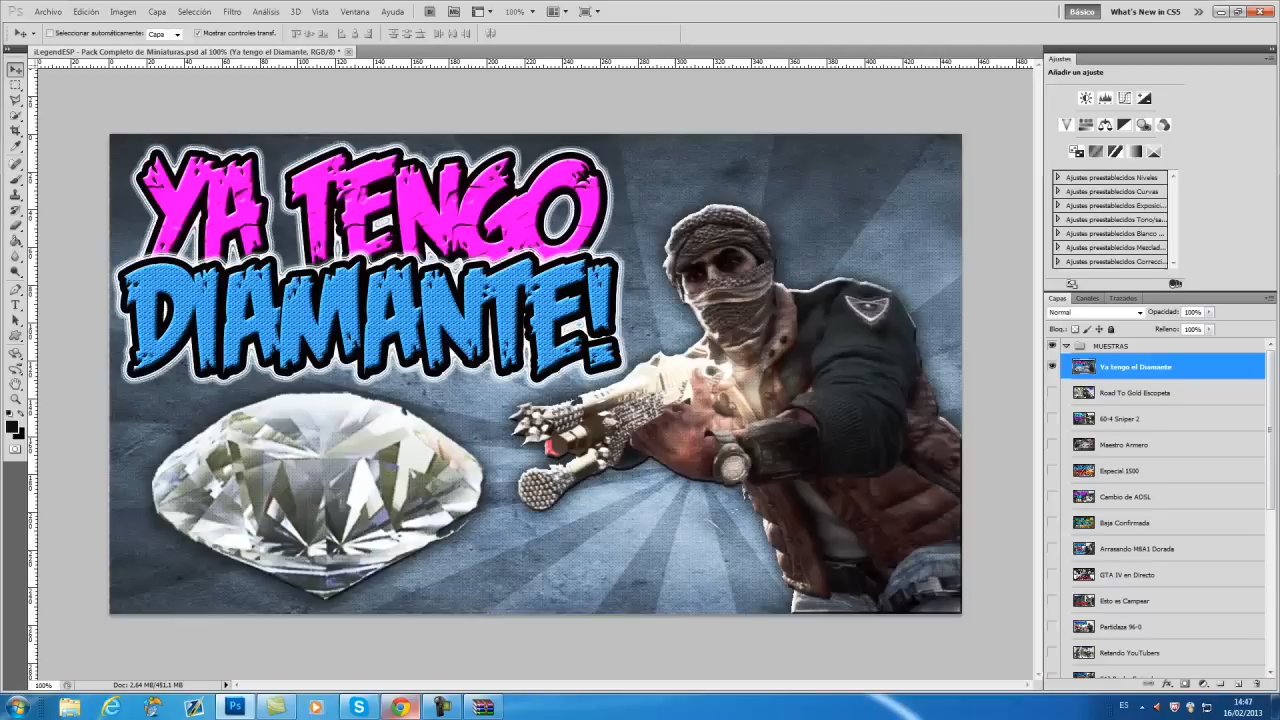 Ps Archivo Edición Imagen Capa Selección Filtro Análisis 3D Vista Ventana Ayuda Br Mb 100% Básico What's New in CS5
Seleccionar automáticamente: Capa Mostrar controles transf.
iLegendESP - Pack Completo de Miniaturas.psd al 100% (Ya tengo el Diamante, RGB/8) *
YA TENGO
DIAMANTE!
Ajustes
Añadir un ajuste
Ajustes preestablecidos Niveles
Ajustes preestablecidos Curvas
Ajustes preestablecidos Exposici...
Ajustes preestablecidos Tono/sa...
Ajustes preestablecidos Blanco ...
Ajustes preestablecidos Mezclad...
Ajustes preestablecidos Correcci...
Capas Canales Trazados
Normal Opacidad: 100%
Bloq.: Relleno: 100%
MUESTRAS
Ya tengo el Diamante
Road To Gold Escopeta
60-4 Sniper 2
Maestro Armero
Especial 1500
Cambio de ADSL
Baja Confirmada
Arrasando M8A1 Dorada
GTA IV en Directo
Esto es Campear
Partidaza 96-0
Retando YouTubers
100% Doc: 2,64 MB/451,1 MB
ES 14:47
16/02/2013